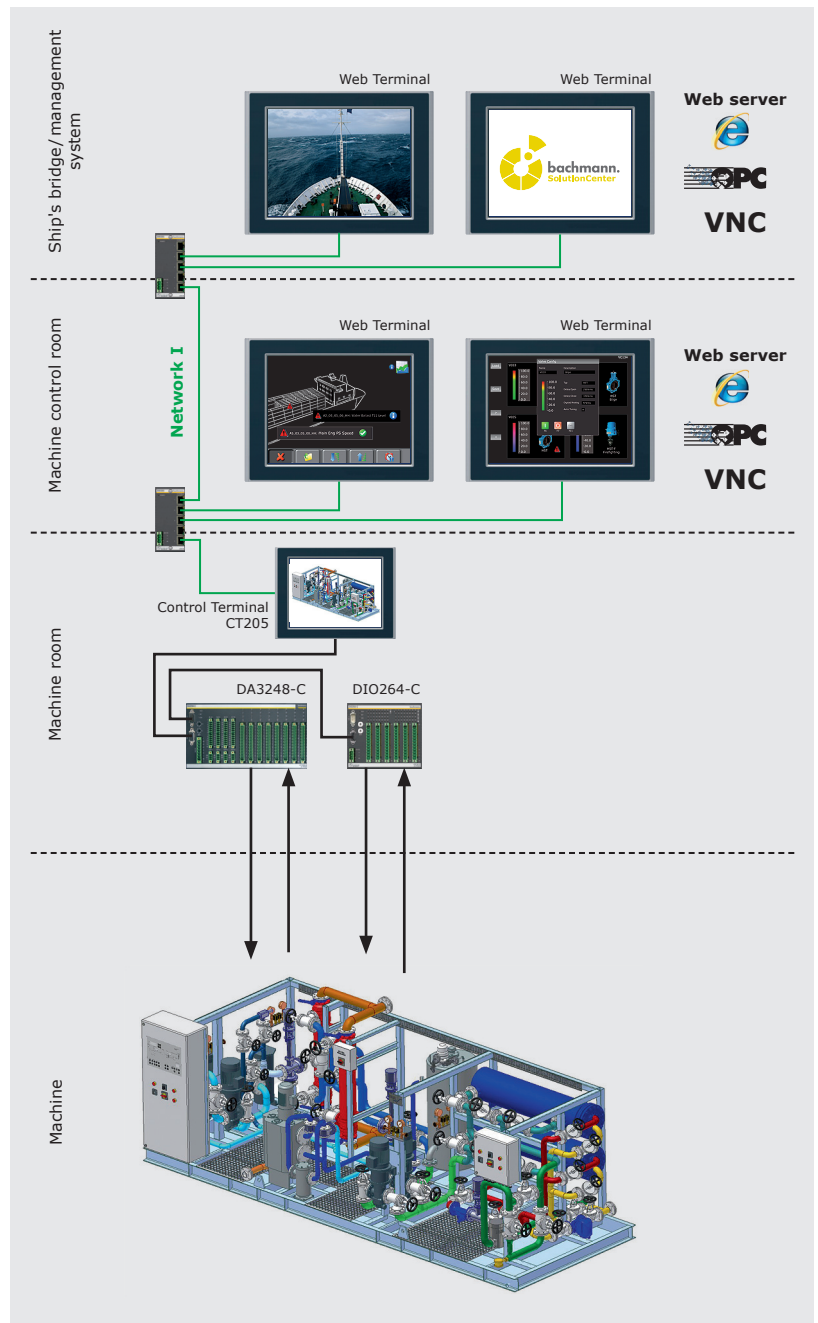 Ship's bridge/management
system
Web Terminal
Web Terminal
bachmann.
SolutionCenter
Web server
OPC
VNC
Machine control room
Network I
Web Terminal
Web Terminal
Web server
OPC
VNC
Machine room
Control Terminal
CT205
DA3248-C
DIO264-C
Machine